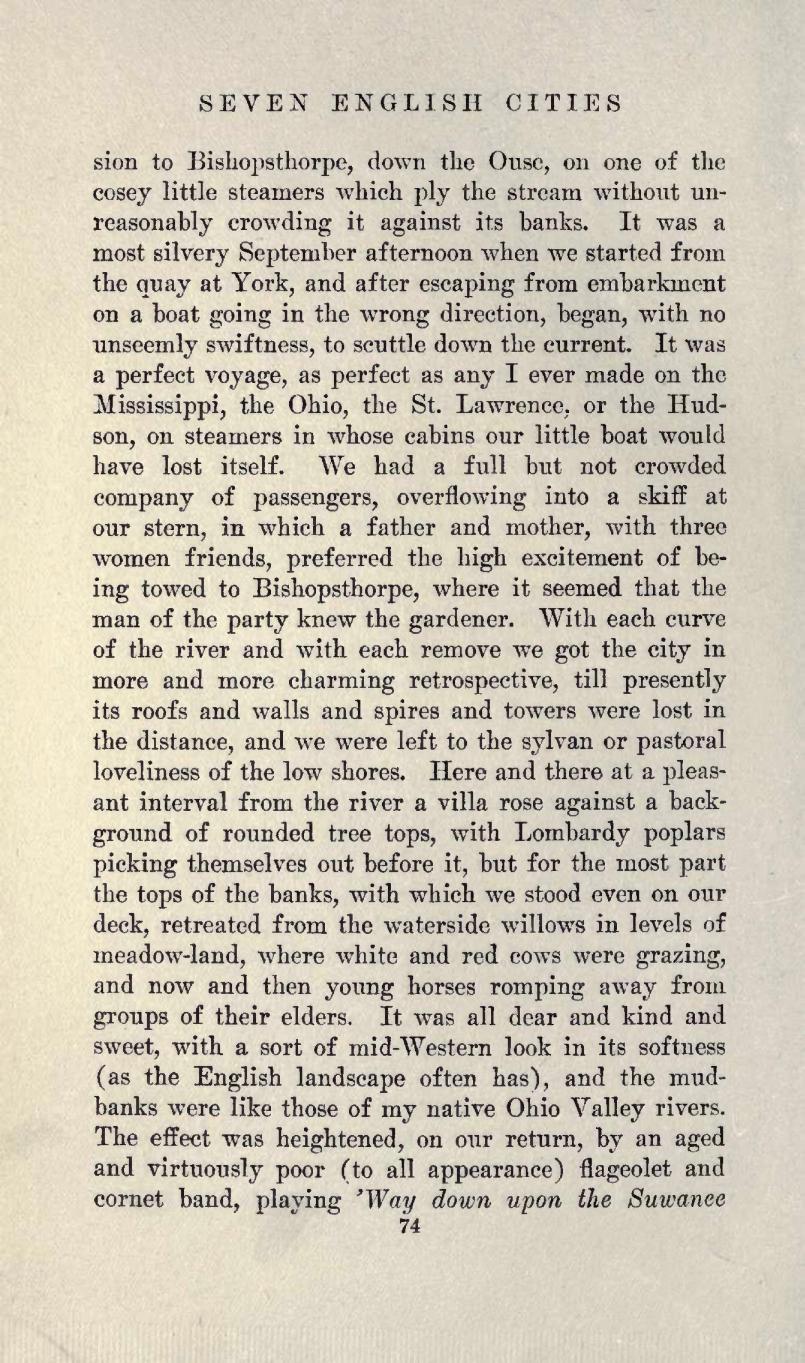 SEVEN ENGLISH CITIES
sion to Bishopsthorpe, down the Ouse, on one of the
cosey little steamers which ply the stream without un-
reasonably crowding it against its banks. It was a
most silvery September afternoon when we started from
the quay at York, and after escaping from embarkment
on a boat going in the wrong direction, began, with no
unseemly swiftness, to scuttle down the current. It was
a perfect voyage, as perfect as any I ever made on the
Mississippi, the Ohio, the St. Lawrence, or the Hud-
son, on steamers in whose cabins our little boat would
have lost itself. We had a full but not crowded
company of passengers, overflowing into a skiff at
our stern, in which a father and mother, with three
women friends, preferred the high excitement of be-
ing towed to Bishopsthorpe, where it seemed that the
man of the party knew the gardener. With each curve
of the river and with each remove we got the city in
more and more charming retrospective, till presently
its roofs and walls and spires and towers were lost in
the distance, and we were left to the sylvan or pastoral
loveliness of the low shores. Here and there at a pleas-
ant interval from the river a villa rose against a back-
ground of rounded tree tops, with Lombardy poplars
picking themselves out before it, but for the most part
the tops of the banks, with which we stood even on our
deck, retreated from the waterside willows in levels of
meadow-land, where white and red cows were grazing,
and now and then young horses romping away from
groups of their elders. It was all dear and kind and
sweet, with a sort of mid-Western look in its softness
(as the English landscape often has), and the mud-
banks were like those of my native Ohio Valley rivers.
The effect was heightened, on our return, by an aged
and virtuously poor (to all appearance) flageolet and
cornet band, playing 'Way down upon the Suwanee
74